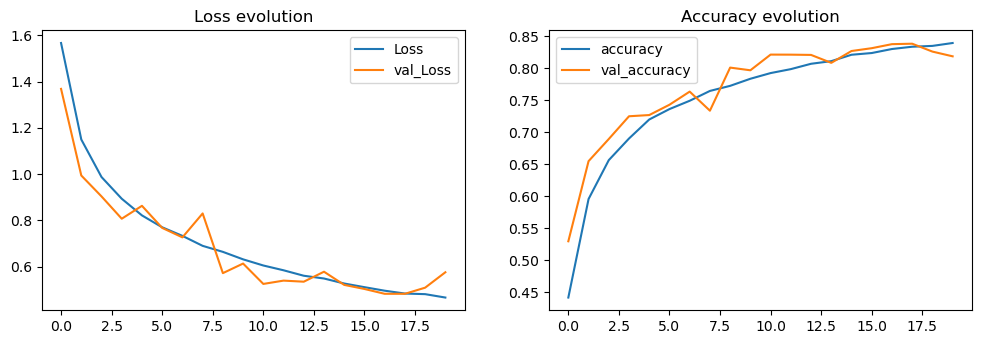 Loss evolution
1.6
1.4
1.2
1.0
0.8
0.6
0.0 2.5 5.0 7.5 10.0 12.5 15.0 17.5
Loss
val_Loss
Accuracy evolution
0.85
0.80
0.75
0.70
0.65
0.60
0.55
0.50
0.45
0.0 2.5 5.0 7.5 10.0 12.5 15.0 17.5
accuracy
val_accuracy